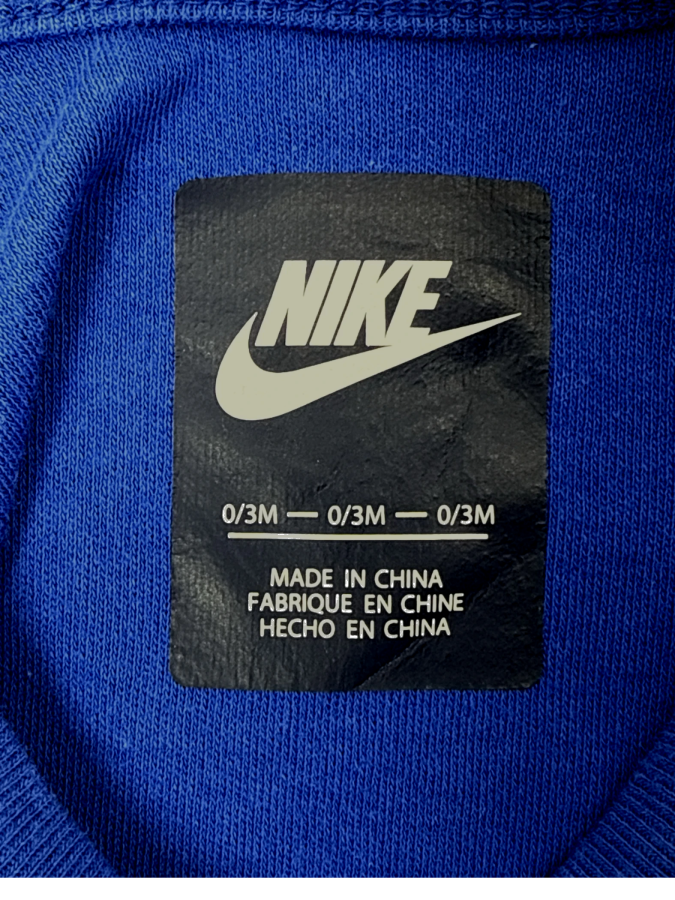 NIKE
0/3M — 0/3M — 0/3M
MADE IN CHINA
FABRIQUE EN CHINE
HECHO EN CHINA